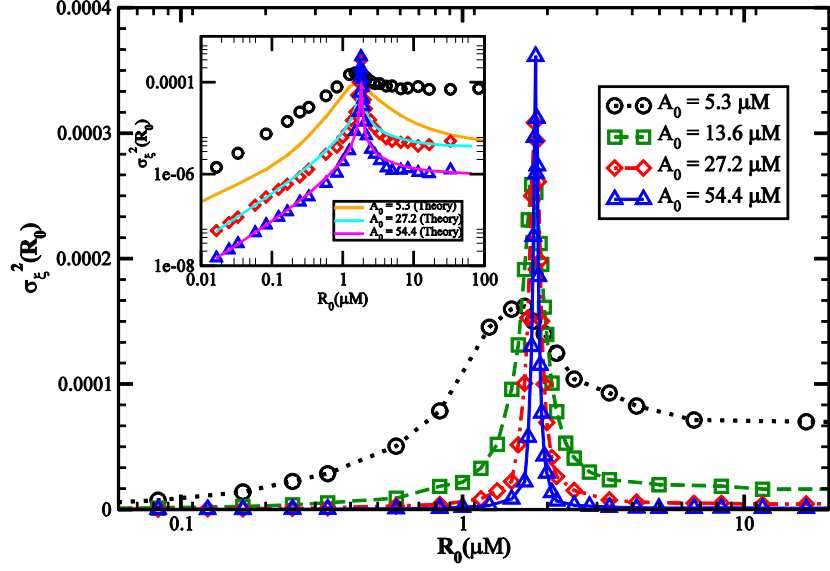 0.0004
0.0003
0.0002
0.0001
0
σξ²(R₀)
0.1
1
10
R₀(μM)
A₀ = 5.3 μM
A₀ = 13.6 μM
A₀ = 27.2 μM
A₀ = 54.4 μM
0.0001
1e-06
1e-08
σξ²(R₀)
0.01
0.1
1
10
100
R₀(μM)
A₀ = 5.3 (Theory)
A₀ = 27.2 (Theory)
A₀ = 54.4 (Theory)